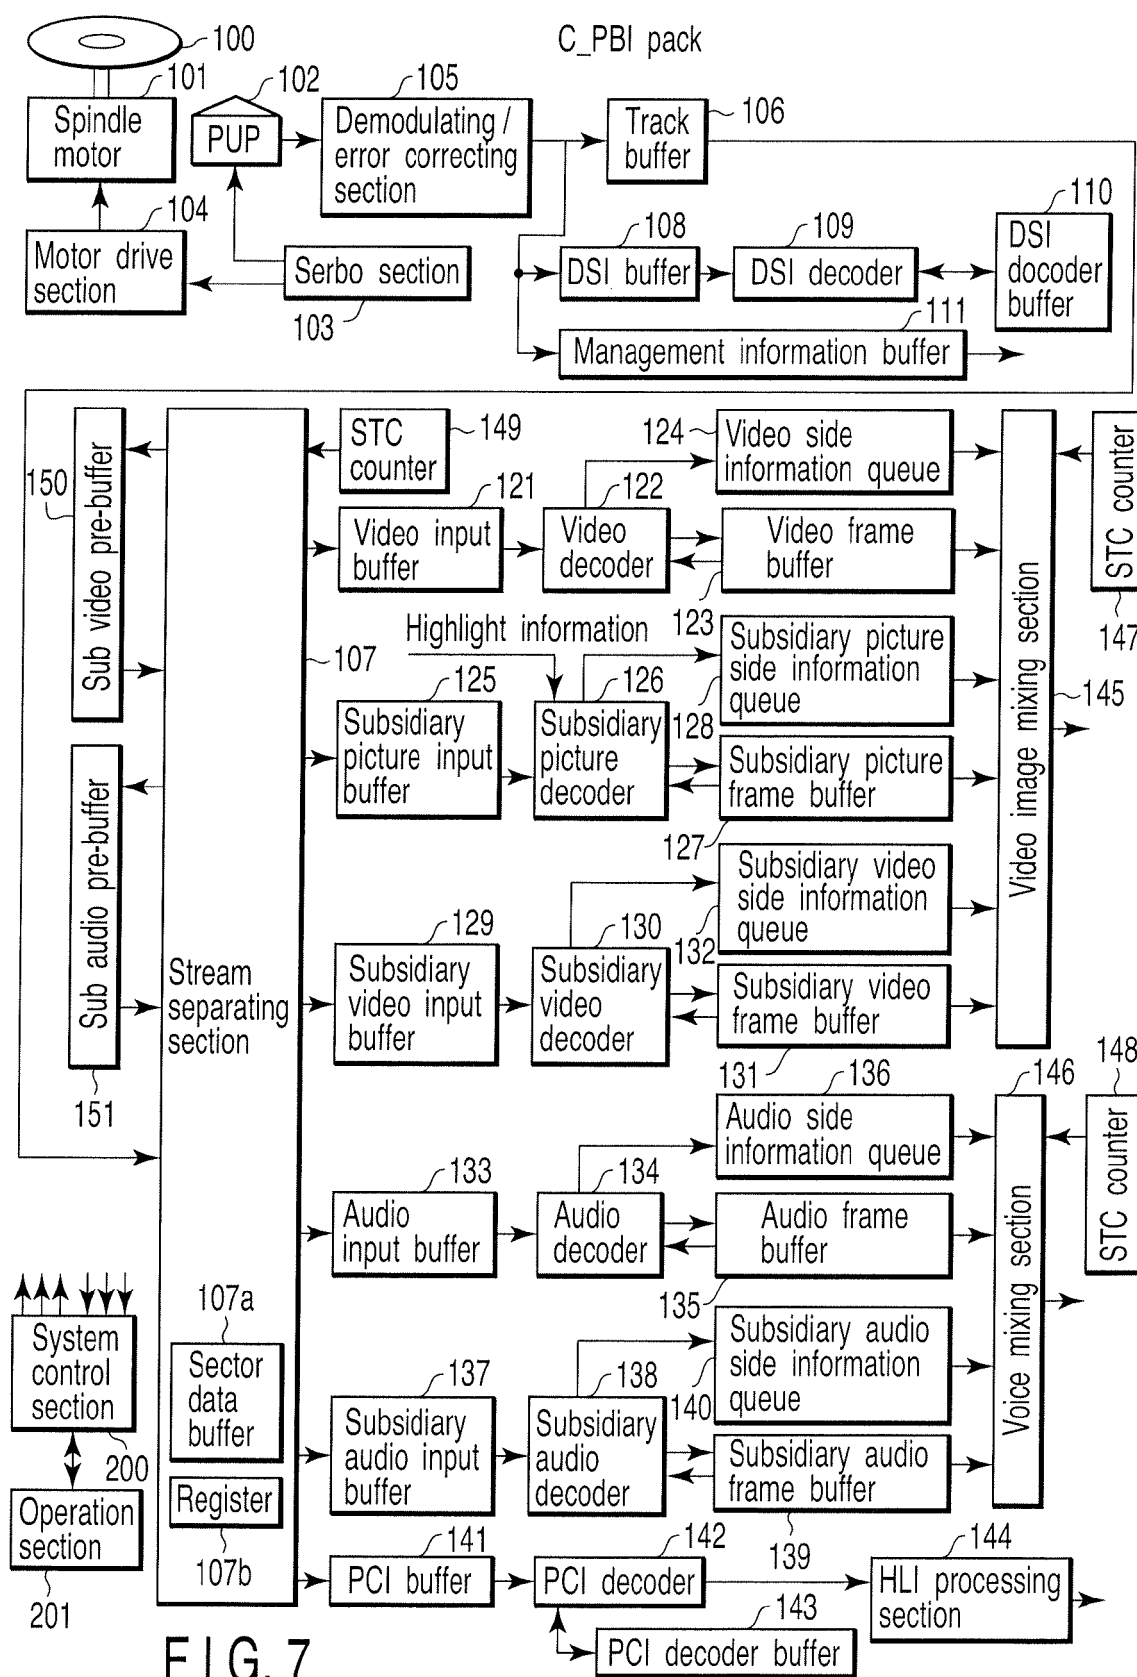 C_PBI pack
100
101
102
105
106
Spindle
motor
PUP
Demodulating /
error correcting
section
Track
buffer
104
108
109
110
Motor drive
section
Serbo section
103
DSI buffer
DSI decoder
DSI
docoder
buffer
111
Management information buffer
150
Sub video pre-buffer
STC
counter
149
124
Video side
information queue
STC counter
147
121
122
Video input
buffer
Video
decoder
Video frame
buffer
123
Highlight information
107
Subsidiary picture
side information
queue
128
Video image mixing section
145
125
126
Subsidiary
picture input
buffer
Subsidiary
picture
decoder
Subsidiary picture
frame buffer
127
Sub audio pre-buffer
151
Subsidiary video
side information
queue
132
129
130
Stream
separating
section
Subsidiary
video input
buffer
Subsidiary
video
decoder
Subsidiary video
frame buffer
131
136
146
148
Audio side
information queue
STC counter
133
134
Audio
input buffer
Audio
decoder
Audio frame
buffer
135
Voice mixing section
System
control
section
200
107a
Sector
data
buffer
Subsidiary audio
side information
queue
140
137
138
Subsidiary
audio input
buffer
Subsidiary
audio
decoder
Subsidiary audio
frame buffer
139
Operation
section
201
Register
107b
141
142
144
PCI buffer
PCI decoder
HLI processing
section
143
PCI decoder buffer
FIG. 7